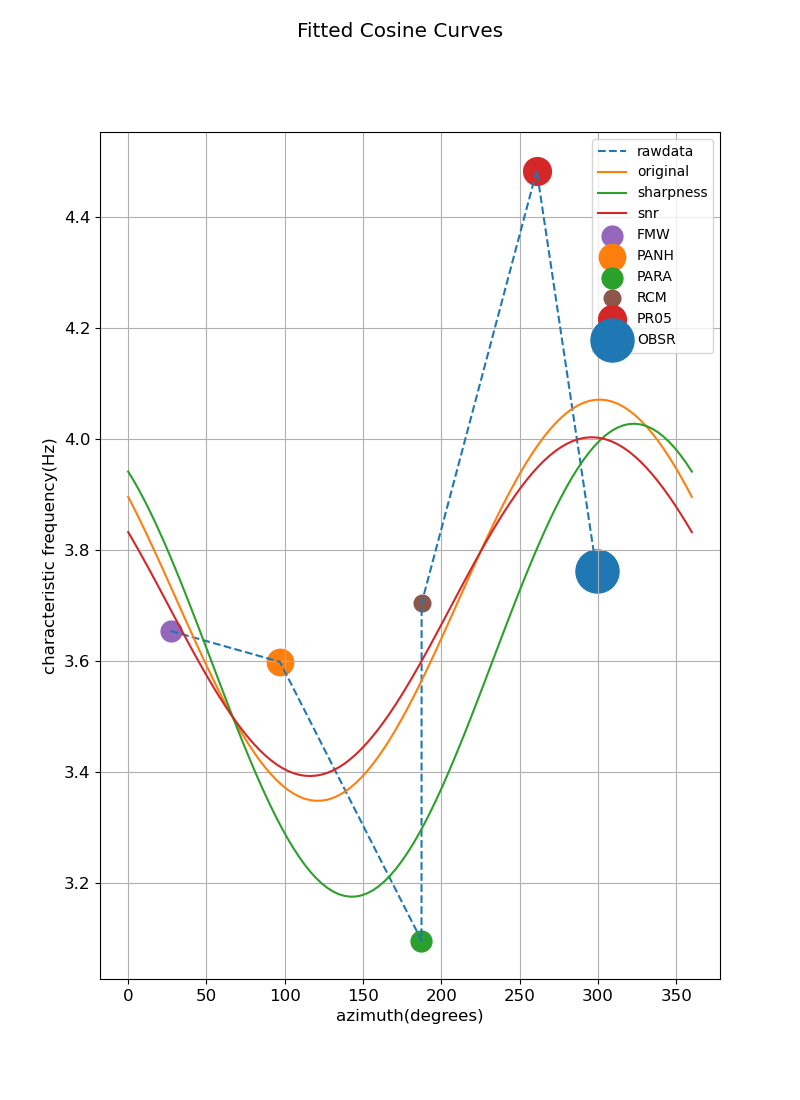 Fitted Cosine Curves
rawdata
original
sharpness
snr
FMW
PANH
PARA
RCM
PR05
OBSR
characteristic frequency(Hz)
4.4
4.2
4.0
3.8
3.6
3.4
3.2
0 50 100 150 200 250 300 350
azimuth(degrees)